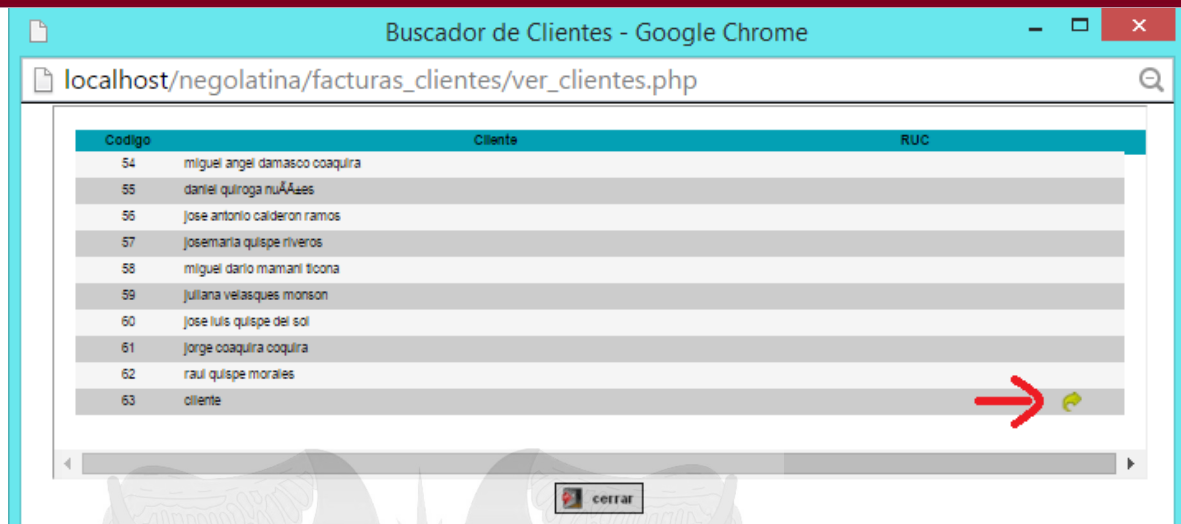 Buscador de Clientes - Google Chrome
localhost/negolatina/facturas_clientes/ver_clientes.php
Codigo Cliente RUC
54 miguel angel damasco coaquira
55 daniel quiroga nuÃÂ±es
56 jose antonio calderon ramos
57 josemaria quispe riveros
58 miguel dario mamani ticona
59 juliana velasques monson
60 jose luis quispe del sol
61 jorge coaquira coquira
62 raul quispe morales
63 cliente
cerrar